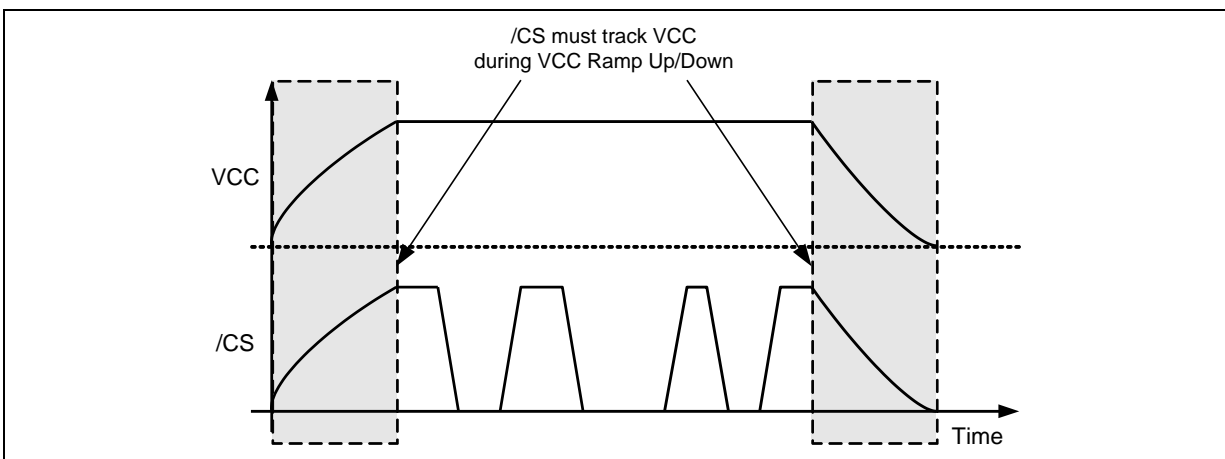 /CS must track VCC
during VCC Ramp Up/Down
VCC
/CS
Time